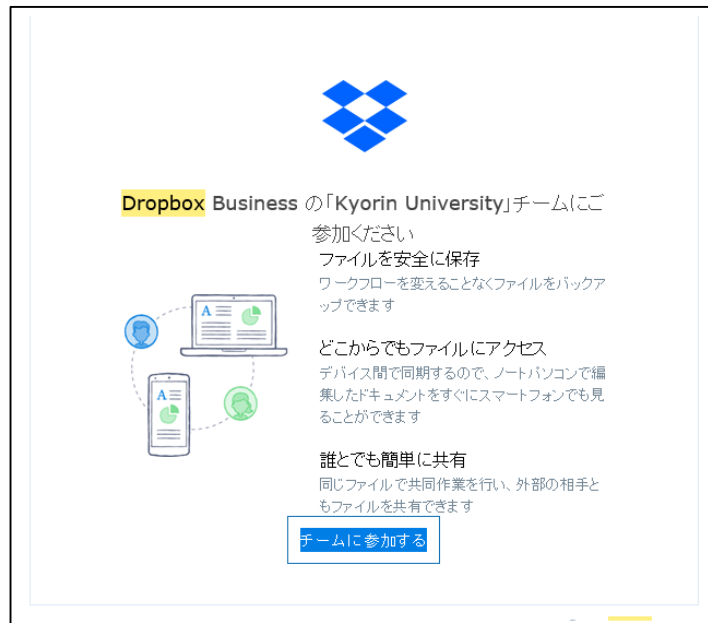 Dropbox Business の「Kyorin University」チームにご
参加ください
ファイルを安全に保存
ワークフローを変えることなくファイルをバックア
ップできます
どこからでもファイルにアクセス
デバイス間で同期するので、ノートパソコンで編
集したドキュメントをすぐにスマートフォンでも見
ることができます
誰とでも簡単に共有
同じファイルで共同作業を行い、外部の相手と
もファイルを共有できます
チームに参加する